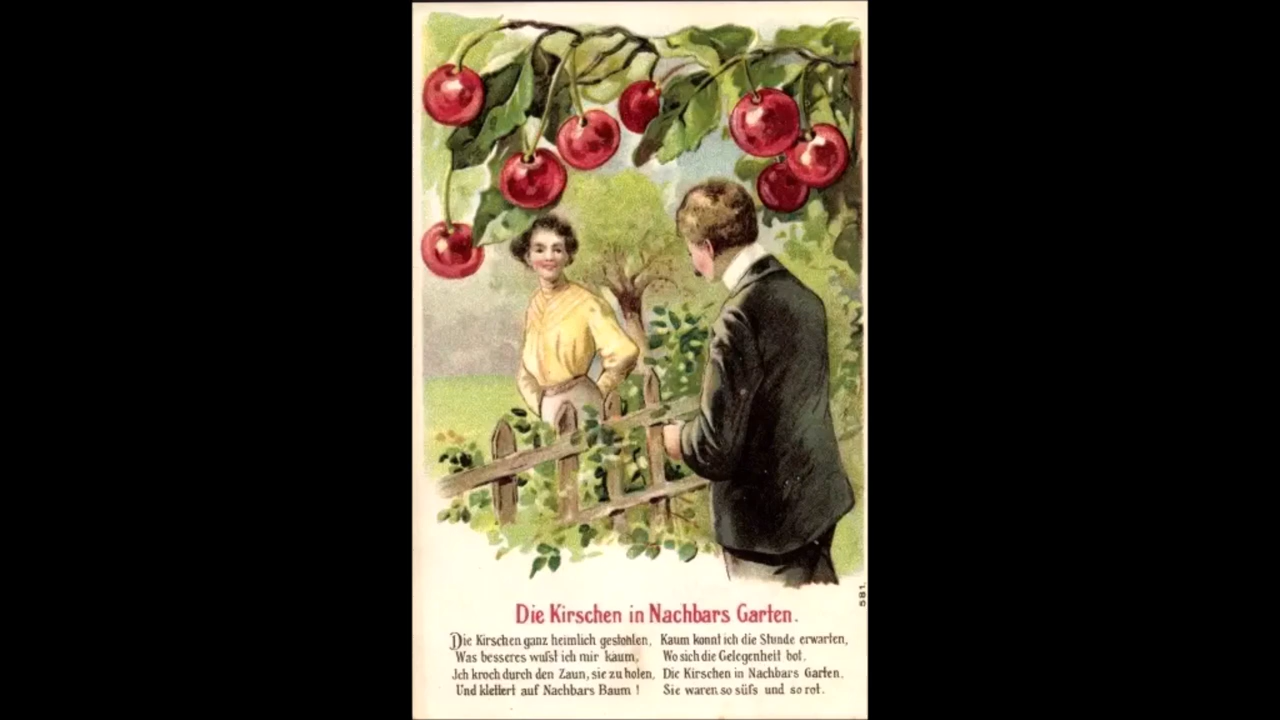 Die Kirschen in Nachbars Garten.
Die Kirschen ganz heimlich gestohlen,
Was besseres wußt ich mir kaum,
Ich kroch durch den Zaun, sie zu holen,
Und klettert auf Nachbars Baum !
Kaum konnt ich die Stunde erwarten,
Wo sich die Gelegenheit bot,
Die Kirschen in Nachbars Garten,
Sie waren so süß und so rot.
581.